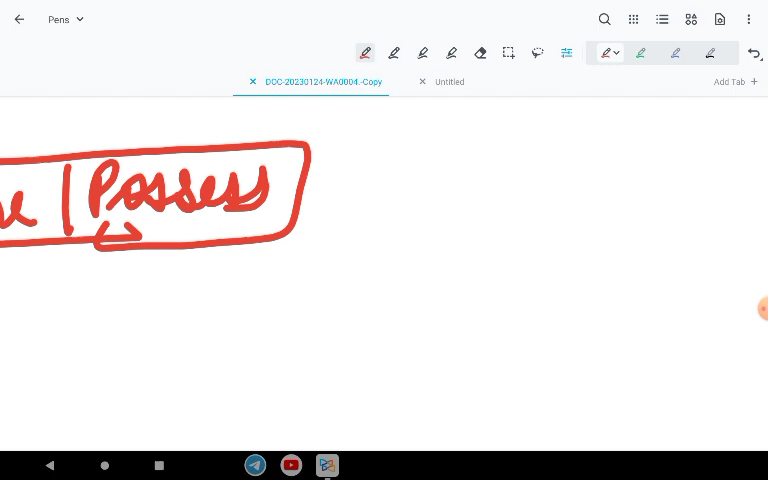 Pens
DOC-20230124-WA0004.-Copy
Untitled
Add Tab
| Possess